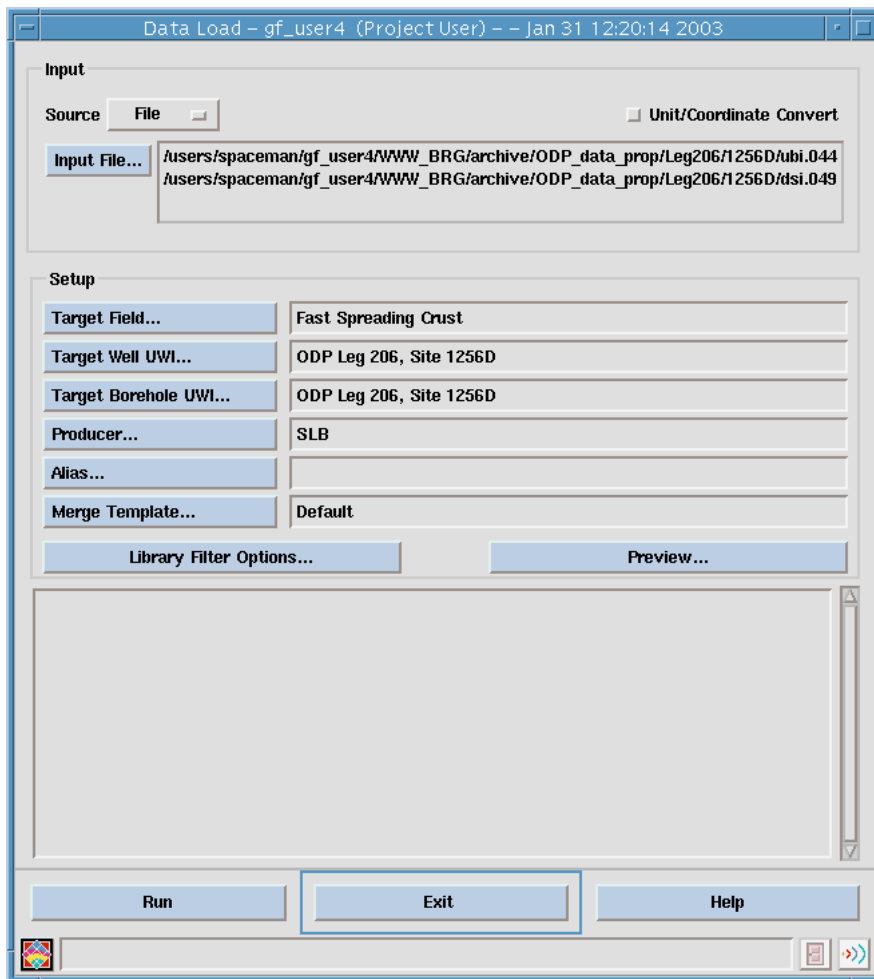 Data Load - gf_user4 (Project User) - - Jan 31 12:20:14 2003
Input
Source File Unit/Coordinate Convert
Input File... /users/spaceman/gf_user4/WWW_BRG/archive/ODP_data_prop/Leg206/1256D/ubi.044
/users/spaceman/gf_user4/WWW_BRG/archive/ODP_data_prop/Leg206/1256D/dsi.049
Setup
Target Field... Fast Spreading Crust
Target Well UWI... ODP Leg 206, Site 1256D
Target Borehole UWI... ODP Leg 206, Site 1256D
Producer... SLB
Alias...
Merge Template... Default
Library Filter Options... Preview...
Run Exit Help